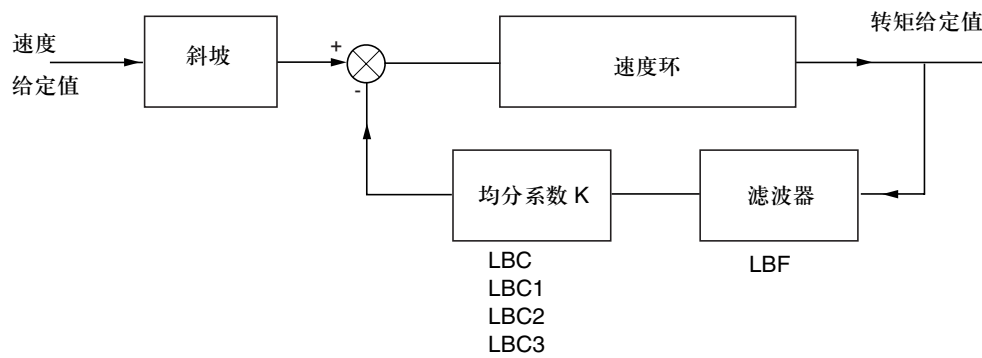 速度
给定值
斜坡
+
-
速度环
转矩给定值
均分系数 K
滤波器
LBC
LBC1
LBC2
LBC3
LBF